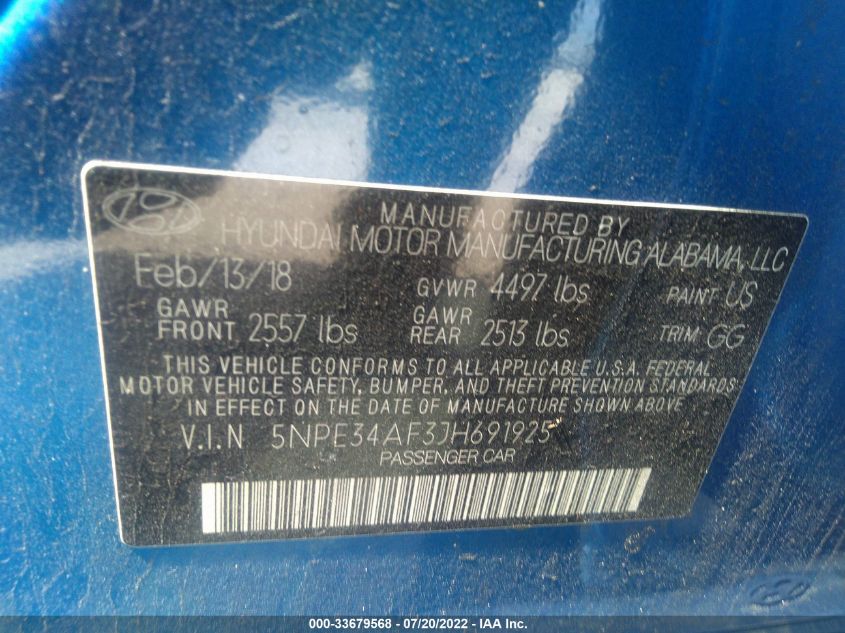 MANUFACTURED BY
HYUNDAI MOTOR MANUFACTURING ALABAMA, LLC
Feb/13/18 GVWR 4497 lbs PAINT US
GAWR FRONT 2557 lbs GAWR REAR 2513 lbs TRIM GG
THIS VEHICLE CONFORMS TO ALL APPLICABLE U.S.A. FEDERAL
MOTOR VEHICLE SAFETY, BUMPER, AND THEFT PREVENTION STANDARDS
IN EFFECT ON THE DATE OF MANUFACTURE SHOWN ABOVE.
V.I.N 5NPE34AF3JH691925
PASSENGER CAR
000-33679568 - 07/20/2022 - IAA Inc.